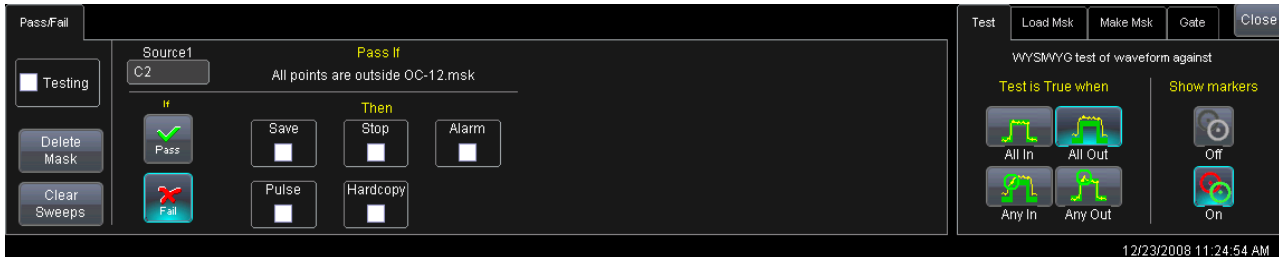 Pass/Fail
Testing
Delete
Mask
Clear
Sweeps
Source1
C2
Pass If
All points are outside OC-12.msk
If
Pass
Fail
Then
Save
Stop
Alarm
Pulse
Hardcopy
Test
Load Msk
Make Msk
Gate
Close
WYSIWYG test of waveform against
Test is True when
Show markers
All In
All Out
Off
Any In
Any Out
On
12/23/2008 11:24:54 AM